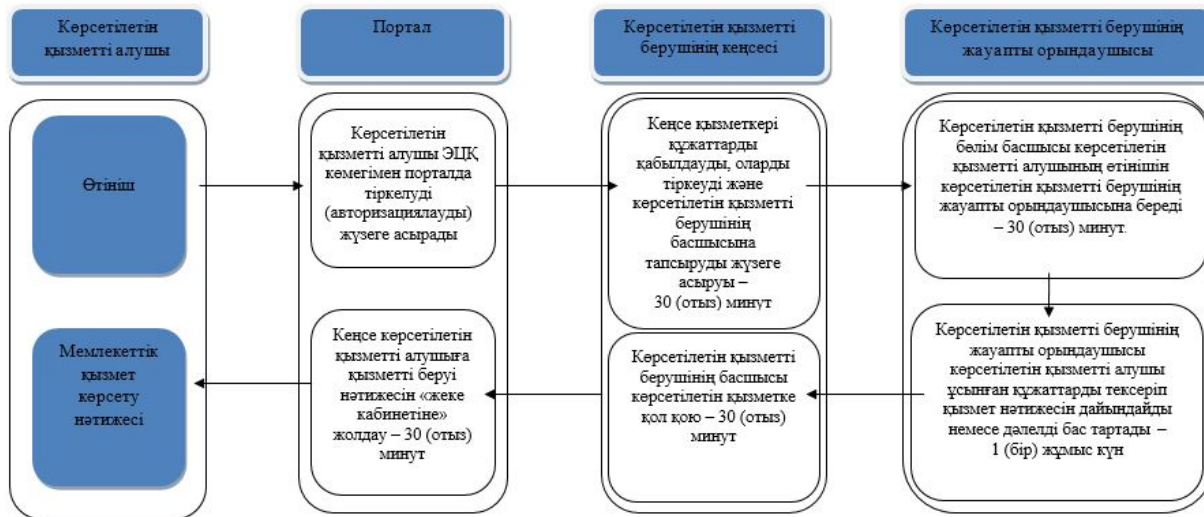 Көрсетілетін
қызметті алушы
Портал
Көрсетілетін қызметті
берушінің кеңсесі
Көрсетілетін қызметті берушінің
жауапты орындаушысы
Өтініш
Көрсетілетін
қызметті алушы ЭЦҚ
көмегімен порталда
тіркелуді
(авторизациялауды)
жүзеге асырады
Кеңсе қызметкері
құжаттарды
қабылдауды, оларды
тіркеуді және
көрсетілетін қызметті
берушінің
басшысына
тапсыруды жүзеге
асыруы –
30 (отыз) минут
Көрсетілетін қызметті берушінің
бөлім басшысы көрсетілетін
қызметті алушының өтінішін
көрсетілетін қызметті берушінің
жауапты орындаушысына береді
– 30 (отыз) минут.
Көрсетілетін қызметті берушінің
жауапты орындаушысы
көрсетілетін қызметті алушы
ұсынған құжаттарды тексеріп
қызмет нәтижесін дайындайды
немесе дәлелді бас тартады –
1 (бір) жұмыс күн
Көрсетілетін қызметті
берушінің басшысы
көрсетілетін қызметке
қол қою – 30 (отыз)
минут
Кеңсе көрсетілетін
қызметті алушыға
қызметті беруі
нәтижесін «жеке
кабинетіне»
жолдау – 30 (отыз)
минут
Мемлекеттік
қызмет
көрсету
нәтижесі